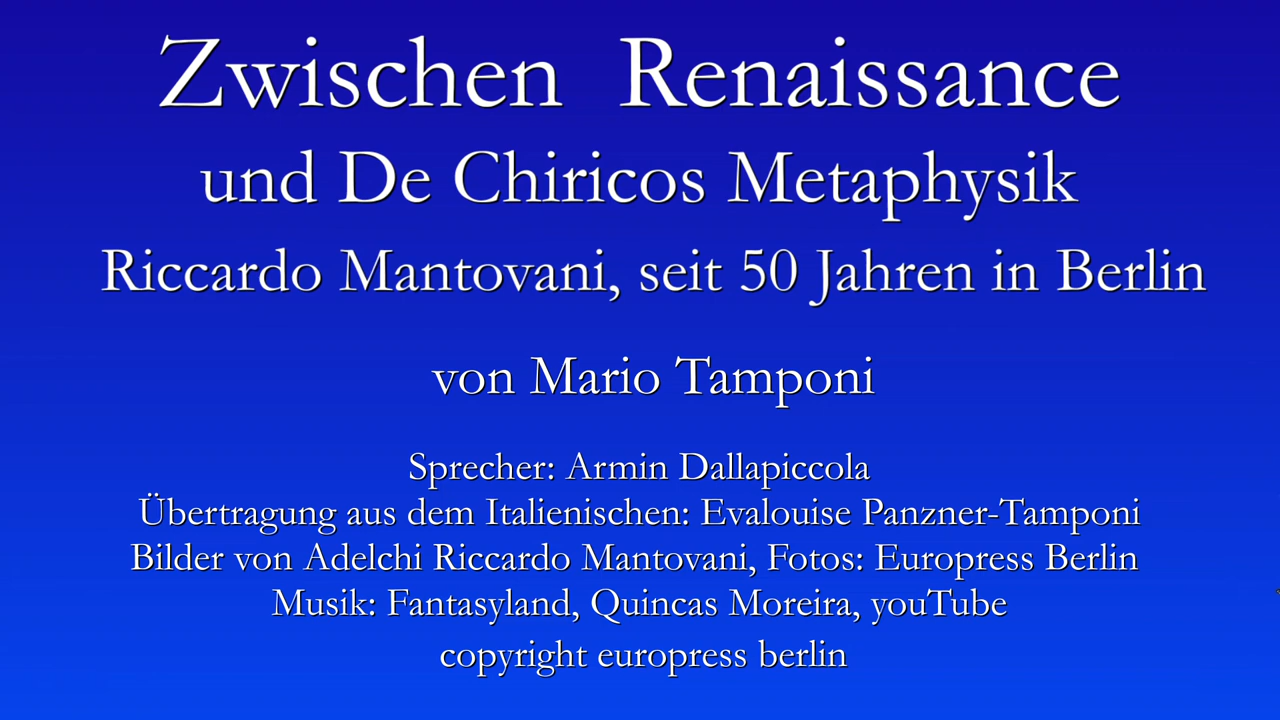 Zwischen Renaissance
und De Chiricos Metaphysik
Riccardo Mantovani, seit 50 Jahren in Berlin
von Mario Tamponi
Sprecher: Armin Dallapiccola
Übertragung aus dem Italienischen: Evalouise Panzner-Tamponi
Bilder von Adelchi Riccardo Mantovani, Fotos: Europress Berlin
Musik: Fantasyland, Quincas Moreira, youTube
copyright europress berlin